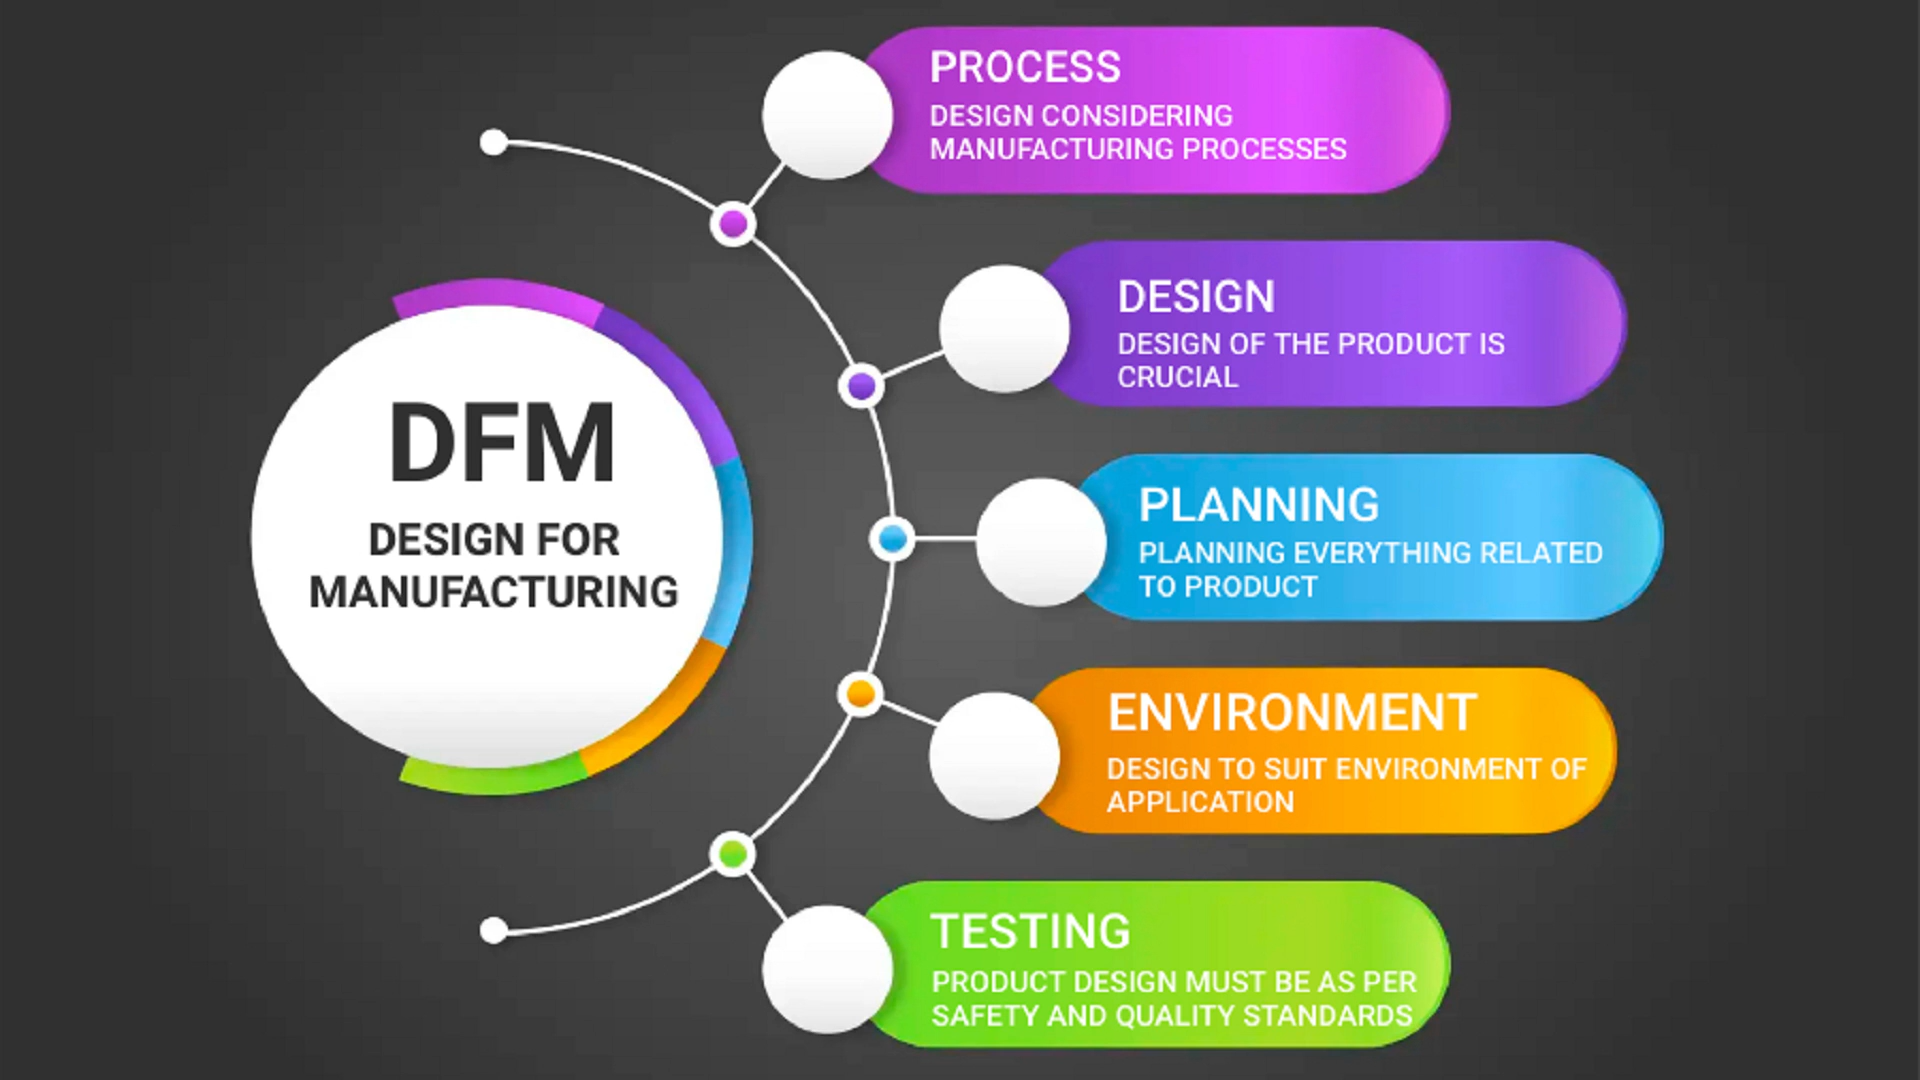 DFM
DESIGN FOR
MANUFACTURING
PROCESS
DESIGN CONSIDERING
MANUFACTURING PROCESSES
DESIGN
DESIGN OF THE PRODUCT IS
CRUCIAL
PLANNING
PLANNING EVERYTHING RELATED
TO PRODUCT
ENVIRONMENT
DESIGN TO SUIT ENVIRONMENT OF
APPLICATION
TESTING
PRODUCT DESIGN MUST BE AS PER
SAFETY AND QUALITY STANDARDS